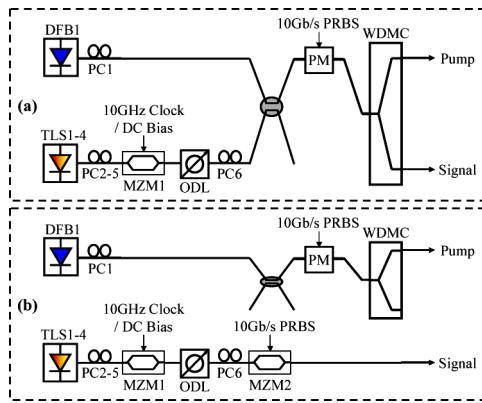 10Gb/s PRBS
DFB1
WDMC
PC1
PM
Pump
(a)
10GHz Clock
/ DC Bias
TLS1-4
PC2-5
MZM1
ODL
PC6
Signal
10Gb/s PRBS
DFB1
WDMC
PC1
PM
Pump
(b)
10GHz Clock
/ DC Bias
10Gb/s PRBS
TLS1-4
PC2-5
MZM1
ODL
PC6
MZM2
Signal